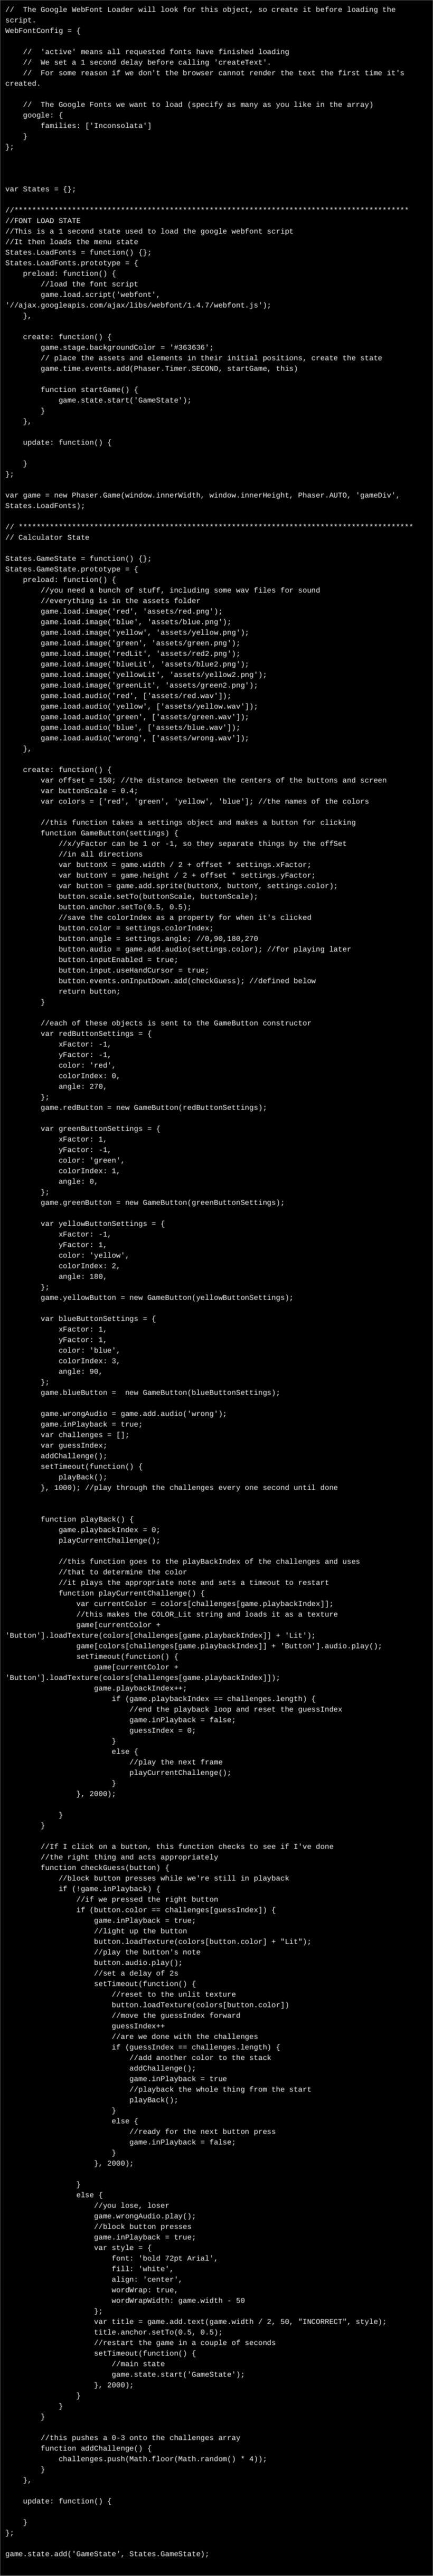 //  The Google WebFont Loader will look for this object, so create it before loading the
script.
WebFontConfig = {

    //  'active' means all requested fonts have finished loading
    //  We set a 1 second delay before calling 'createText'.
    //  For some reason if we don't the browser cannot render the text the first time it's
created.

    //  The Google Fonts we want to load (specify as many as you like in the array)
    google: {
        families: ['Inconsolata']
    }
};



var States = {};

//*****************************************************************************************
//FONT LOAD STATE
//This is a 1 second state used to load the google webfont script
//It then loads the menu state
States.LoadFonts = function() {};
States.LoadFonts.prototype = {
    preload: function() {
        //load the font script
        game.load.script('webfont',
'//ajax.googleapis.com/ajax/libs/webfont/1.4.7/webfont.js');
    },

    create: function() {
        game.stage.backgroundColor = '#363636';
        // place the assets and elements in their initial positions, create the state
        game.time.events.add(Phaser.Timer.SECOND, startGame, this)

        function startGame() {
            game.state.start('GameState');
        }
    },

    update: function() {

    }
};

var game = new Phaser.Game(window.innerWidth, window.innerHeight, Phaser.AUTO, 'gameDiv',
States.LoadFonts);

// *****************************************************************************************
// Calculator State

States.GameState = function() {};
States.GameState.prototype = {
    preload: function() {
        //you need a bunch of stuff, including some wav files for sound
        //everything is in the assets folder
        game.load.image('red', 'assets/red.png');
        game.load.image('blue', 'assets/blue.png');
        game.load.image('yellow', 'assets/yellow.png');
        game.load.image('green', 'assets/green.png');
        game.load.image('redLit', 'assets/red2.png');
        game.load.image('blueLit', 'assets/blue2.png');
        game.load.image('yellowLit', 'assets/yellow2.png');
        game.load.image('greenLit', 'assets/green2.png');
        game.load.audio('red', ['assets/red.wav']);
        game.load.audio('yellow', ['assets/yellow.wav']);
        game.load.audio('green', ['assets/green.wav']);
        game.load.audio('blue', ['assets/blue.wav']);
        game.load.audio('wrong', ['assets/wrong.wav']);
    },

    create: function() {
        var offset = 150; //the distance between the centers of the buttons and screen
        var buttonScale = 0.4;
        var colors = ['red', 'green', 'yellow', 'blue']; //the names of the colors

        //this function takes a settings object and makes a button for clicking
        function GameButton(settings) {
            //x/yFactor can be 1 or -1, so they separate things by the offSet
            //in all directions
            var buttonX = game.width / 2 + offset * settings.xFactor;
            var buttonY = game.height / 2 + offset * settings.yFactor;
            var button = game.add.sprite(buttonX, buttonY, settings.color);
            button.scale.setTo(buttonScale, buttonScale);
            button.anchor.setTo(0.5, 0.5);
            //save the colorIndex as a property for when it's clicked
            button.color = settings.colorIndex;
            button.angle = settings.angle; //0,90,180,270
            button.audio = game.add.audio(settings.color); //for playing later
            button.inputEnabled = true;
            button.input.useHandCursor = true;
            button.events.onInputDown.add(checkGuess); //defined below
            return button;
        }

        //each of these objects is sent to the GameButton constructor
        var redButtonSettings = {
            xFactor: -1,
            yFactor: -1,
            color: 'red',
            colorIndex: 0,
            angle: 270,
        };
        game.redButton = new GameButton(redButtonSettings);

        var greenButtonSettings = {
            xFactor: 1,
            yFactor: -1,
            color: 'green',
            colorIndex: 1,
            angle: 0,
        };
        game.greenButton = new GameButton(greenButtonSettings);

        var yellowButtonSettings = {
            xFactor: -1,
            yFactor: 1,
            color: 'yellow',
            colorIndex: 2,
            angle: 180,
        };
        game.yellowButton = new GameButton(yellowButtonSettings);

        var blueButtonSettings = {
            xFactor: 1,
            yFactor: 1,
            color: 'blue',
            colorIndex: 3,
            angle: 90,
        };
        game.blueButton =  new GameButton(blueButtonSettings);

        game.wrongAudio = game.add.audio('wrong');
        game.inPlayback = true;
        var challenges = [];
        var guessIndex;
        addChallenge();
        setTimeout(function() {
            playBack();
        }, 1000); //play through the challenges every one second until done


        function playBack() {
            game.playbackIndex = 0;
            playCurrentChallenge();

            //this function goes to the playBackIndex of the challenges and uses
            //that to determine the color
            //it plays the appropriate note and sets a timeout to restart
            function playCurrentChallenge() {
                var currentColor = colors[challenges[game.playbackIndex]];
                //this makes the COLOR_Lit string and loads it as a texture
                game[currentColor +
'Button'].loadTexture(colors[challenges[game.playbackIndex]] + 'Lit');
                game[colors[challenges[game.playbackIndex]] + 'Button'].audio.play();
                setTimeout(function() {
                    game[currentColor +
'Button'].loadTexture(colors[challenges[game.playbackIndex]]);
                    game.playbackIndex++;
                        if (game.playbackIndex == challenges.length) {
                            //end the playback loop and reset the guessIndex
                            game.inPlayback = false;
                            guessIndex = 0;
                        }
                        else {
                            //play the next frame
                            playCurrentChallenge();
                        }
                }, 2000);

            }
        }

        //If I click on a button, this function checks to see if I've done
        //the right thing and acts appropriately
        function checkGuess(button) {
            //block button presses while we're still in playback
            if (!game.inPlayback) {
                //if we pressed the right button
                if (button.color == challenges[guessIndex]) {
                    game.inPlayback = true;
                    //light up the button
                    button.loadTexture(colors[button.color] + "Lit");
                    //play the button's note
                    button.audio.play();
                    //set a delay of 2s
                    setTimeout(function() {
                        //reset to the unlit texture
                        button.loadTexture(colors[button.color])
                        //move the guessIndex forward
                        guessIndex++
                        //are we done with the challenges
                        if (guessIndex == challenges.length) {
                            //add another color to the stack
                            addChallenge();
                            game.inPlayback = true
                            //playback the whole thing from the start
                            playBack();
                        }
                        else {
                            //ready for the next button press
                            game.inPlayback = false;
                        }
                    }, 2000);

                }
                else {
                    //you lose, loser
                    game.wrongAudio.play();
                    //block button presses
                    game.inPlayback = true;
                    var style = {
                        font: 'bold 72pt Arial',
                        fill: 'white',
                        align: 'center',
                        wordWrap: true,
                        wordWrapWidth: game.width - 50
                    };
                    var title = game.add.text(game.width / 2, 50, "INCORRECT", style);
                    title.anchor.setTo(0.5, 0.5);
                    //restart the game in a couple of seconds
                    setTimeout(function() {
                        //main state
                        game.state.start('GameState');
                    }, 2000);
                }
            }
        }

        //this pushes a 0-3 onto the challenges array
        function addChallenge() {
            challenges.push(Math.floor(Math.random() * 4));
        }
    },

    update: function() {

    }
};

game.state.add('GameState', States.GameState);